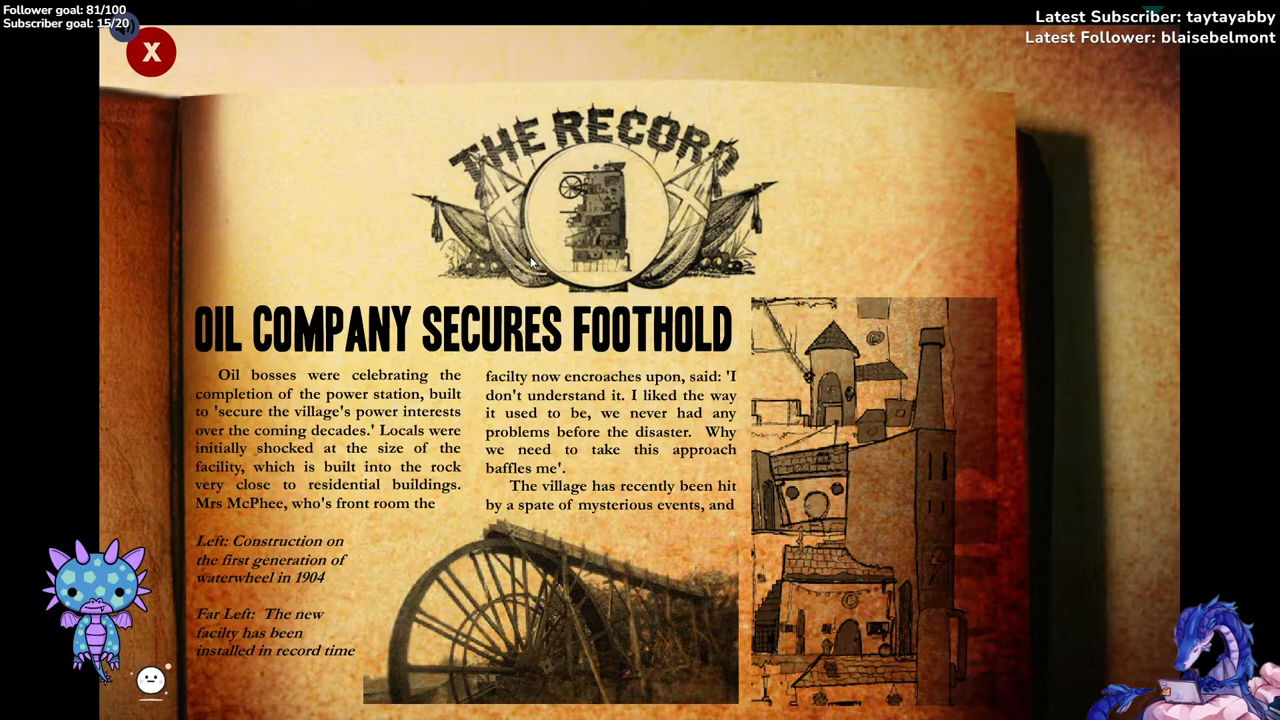 Follower goal: 81/100
Subscriber goal: 15/20
Latest Subscriber: taytayabby
Latest Follower: blaisebelmont
X
THE RECORD
OIL COMPANY SECURES FOOTHOLD
Oil bosses were celebrating the
completion of the power station, built
to 'secure the village's power interests
over the coming decades.' Locals were
initially shocked at the size of the
facility, which is built into the rock
very close to residential buildings.
Mrs McPhee, who's front room the
facilty now encroaches upon, said: 'I
don't understand it. I liked the way
it used to be, we never had any
problems before the disaster. Why
we need to take this approach
baffles me'.
The village has recently been hit
by a spate of mysterious events, and
Left: Construction on
the first generation of
waterwheel in 1904
Far Left: The new
facilty has been
installed in record time